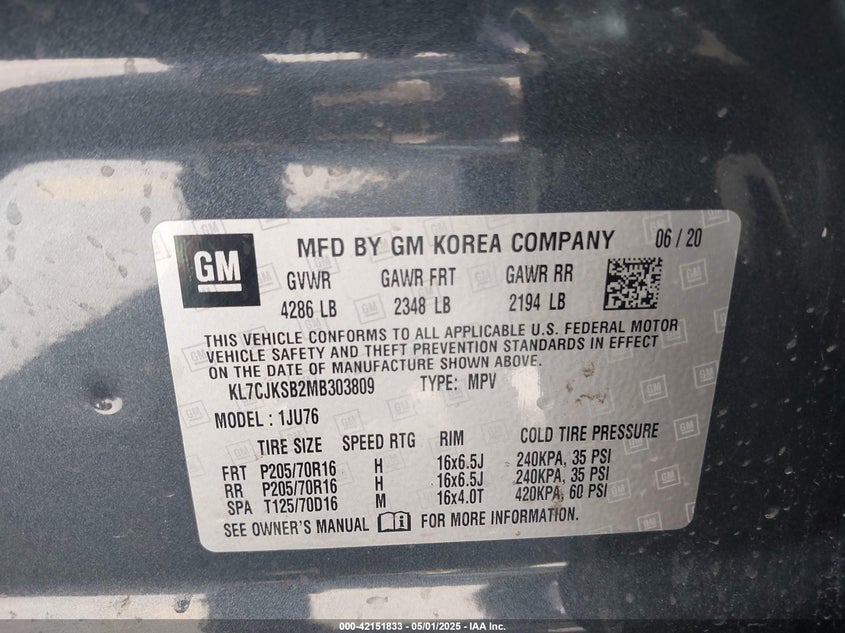 GM
MFD BY GM KOREA COMPANY 06 / 20
GVWR GAWR FRT GAWR RR
4286 LB 2348 LB 2194 LB
THIS VEHICLE CONFORMS TO ALL APPLICABLE U.S. FEDERAL MOTOR
VEHICLE SAFETY AND THEFT PREVENTION STANDARDS IN EFFECT
ON THE DATE OF MANUFACTURE SHOWN ABOVE.
KL7CJKSB2MB303809 TYPE: MPV
MODEL : 1JU76
TIRE SIZE SPEED RTG RIM COLD TIRE PRESSURE
FRT P205/70R16 H 16x6.5J 240KPA, 35 PSI
RR P205/70R16 H 16x6.5J 240KPA, 35 PSI
SPA T125/70D16 M 16x4.0T 420KPA, 60 PSI
SEE OWNER'S MANUAL FOR MORE INFORMATION.
000-42151833 - 05/01/2025 - IAA Inc.